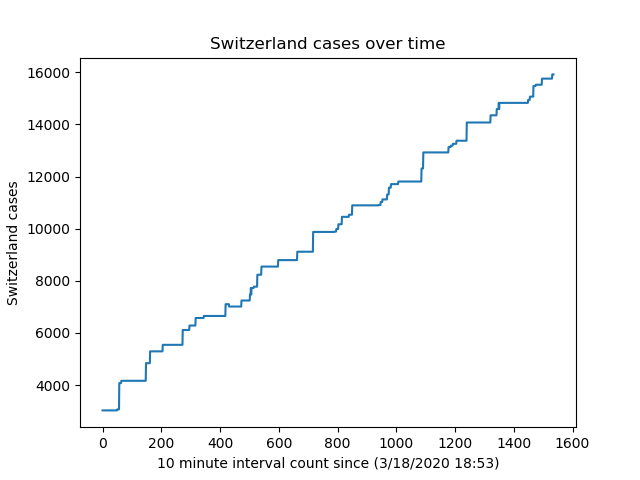 Switzerland cases over time
16000
14000
12000
10000
8000
6000
4000
Switzerland cases
0 200 400 600 800 1000 1200 1400 1600
10 minute interval count since (3/18/2020 18:53)